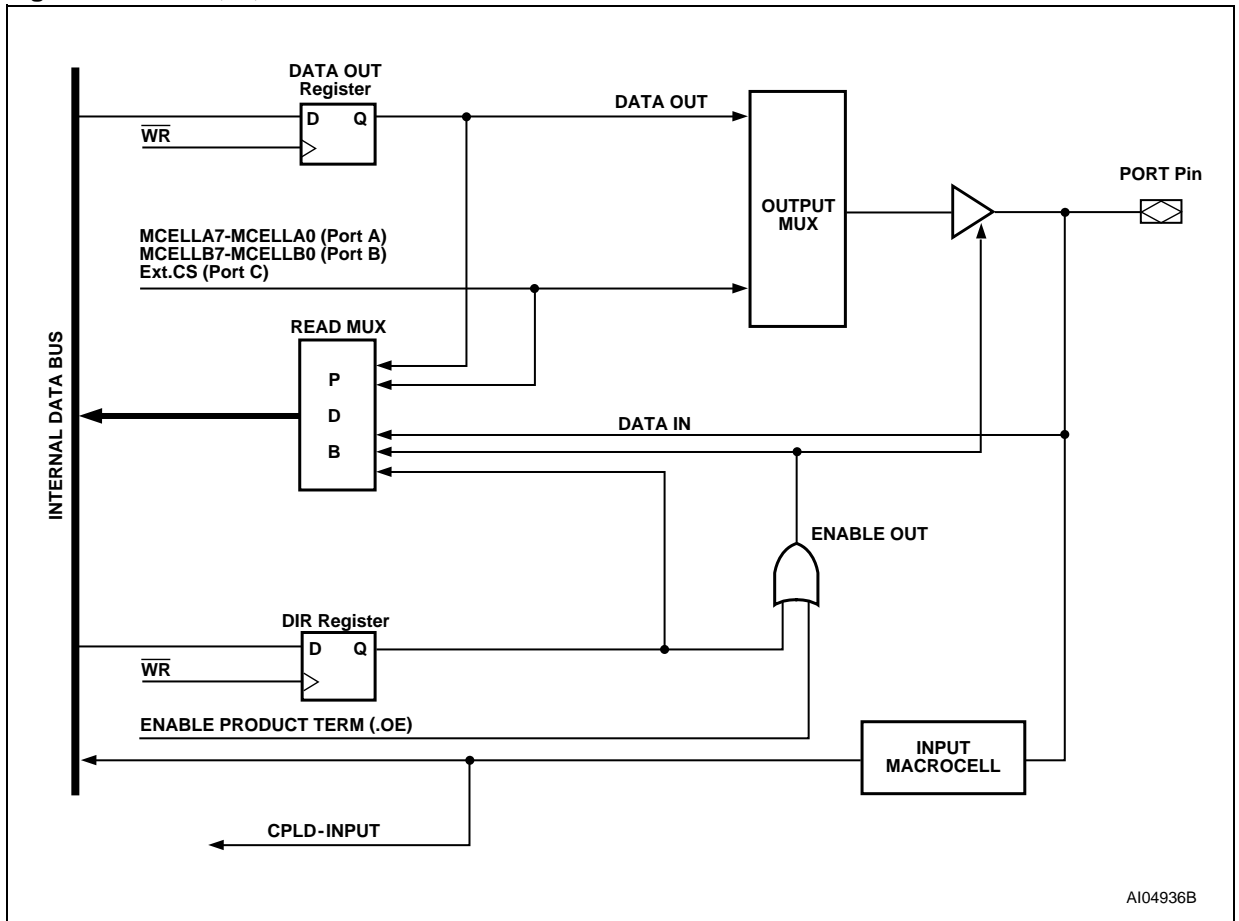 DATA OUT
Register
D Q
WR
DATA OUT
OUTPUT
MUX
PORT Pin
MCELLA7-MCELLA0 (Port A)
MCELLB7-MCELLB0 (Port B)
Ext.CS (Port C)
READ MUX
P
D
B
DATA IN
INTERNAL DATA BUS
ENABLE OUT
DIR Register
D Q
WR
ENABLE PRODUCT TERM (.OE)
INPUT
MACROCELL
CPLD-INPUT
AI04936B